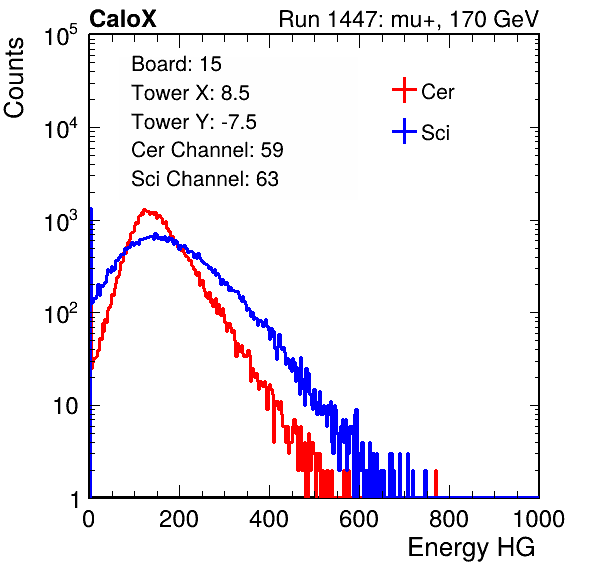 CaloX Run 1447: mu+, 170 GeV
Counts
Board: 15
Tower X: 8.5
Tower Y: -7.5
Cer Channel: 59
Sci Channel: 63
Cer
Sci
10^5
10^4
10^3
10^2
10
1
0 200 400 600 800 1000
Energy HG